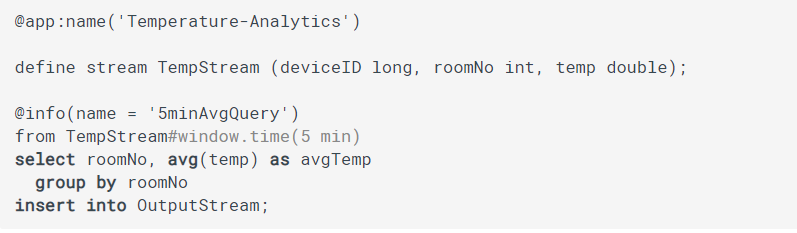 @app:name('Temperature-Analytics')
define stream TempStream (deviceID long, roomNo int, temp double);
@info(name = '5minAvgQuery')
from TempStream#window.time(5 min)
select roomNo, avg(temp) as avgTemp
group by roomNo
insert into OutputStream;